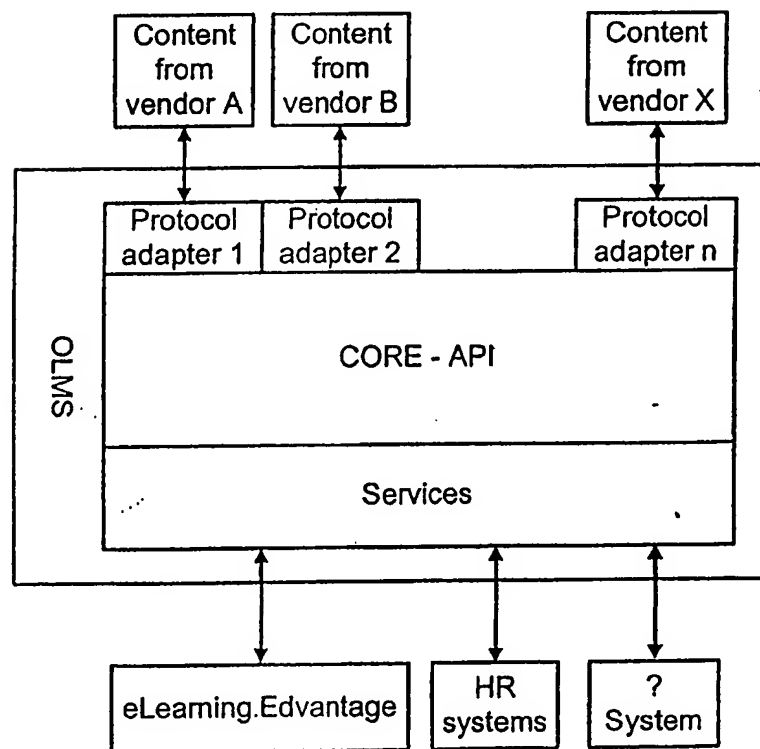 Content
from
vendor A
Content
from
vendor B
Content
from
vendor X
Protocol
adapter 1
Protocol
adapter 2
Protocol
adapter n
OLMS
CORE - API
Services
eLearning.Edvantage
HR
systems
?
System